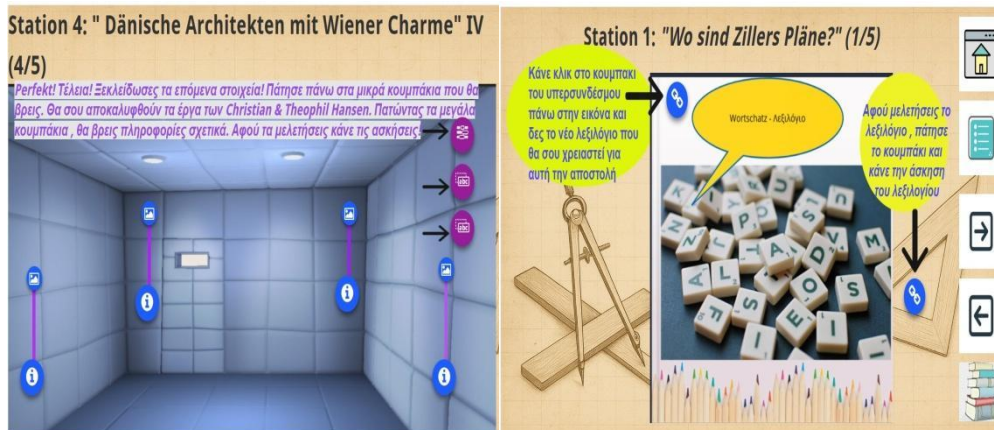 Station 4: " Dänische Architekten mit Wiener Charme" IV
(4/5)
Perfekt! Τέλεια! Ξεκλείδωσες τα επόμενα στοιχεία! Πάτησε πάνω στα μικρά κουμπάκια που θα
βρεις. Θα σου αποκαλυφθούν τα έργα των Christian & Theophil Hansen. Πατώντας τα μεγάλα
κουμπάκια , θα βρεις πληροφορίες σχετικά. Αφού τα μελετήσεις κάνε τις ασκήσεις!
abc
abc
Station 1: "Wo sind Zillers Pläne?" (1/5)
Κάνε κλικ στο κουμπακι
του υπερσυνδέσμου
πάνω στην εικόνα και
δες το νέο λεξιλόγιο που
θα σου χρειαστεί για
αυτή την αποστολή
Wortschatz - Λεξιλόγιο
Αφού μελετήσεις το
λεξιλόγιο , πάτησε
το κουμπάκι και
κάνε την άσκηση
του λεξιλογίου